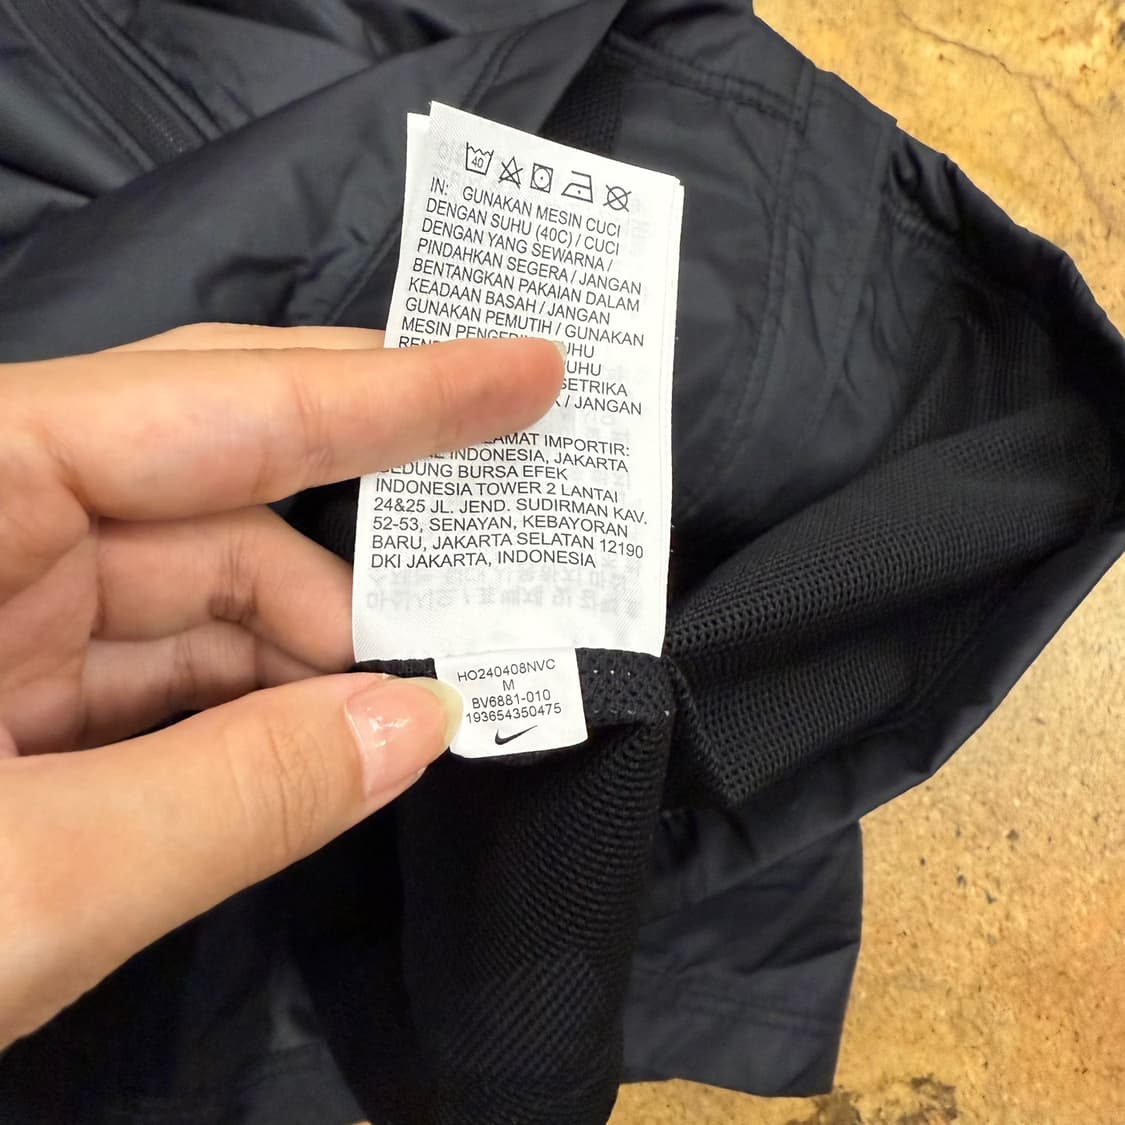 40
IN: GUNAKAN MESIN CUCI
DENGAN SUHU (40C) / CUCI
DENGAN YANG SEWARNA /
PINDAHKAN SEGERA / JANGAN
BENTANGKAN PAKAIAN DALAM
KEADAAN BASAH / JANGAN
GUNAKAN PEMUTIH / GUNAKAN
MESIN
SETRIKA
/ JANGAN
IMPORTIR:
INDONESIA, JAKARTA
GEDUNG BURSA EFEK
INDONESIA TOWER 2 LANTAI
24&25 JL. JEND. SUDIRMAN KAV.
52-53, SENAYAN, KEBAYORAN
BARU, JAKARTA SELATAN 12190
DKI JAKARTA, INDONESIA
HO240408NVC
M
BV6881-010
193654350475